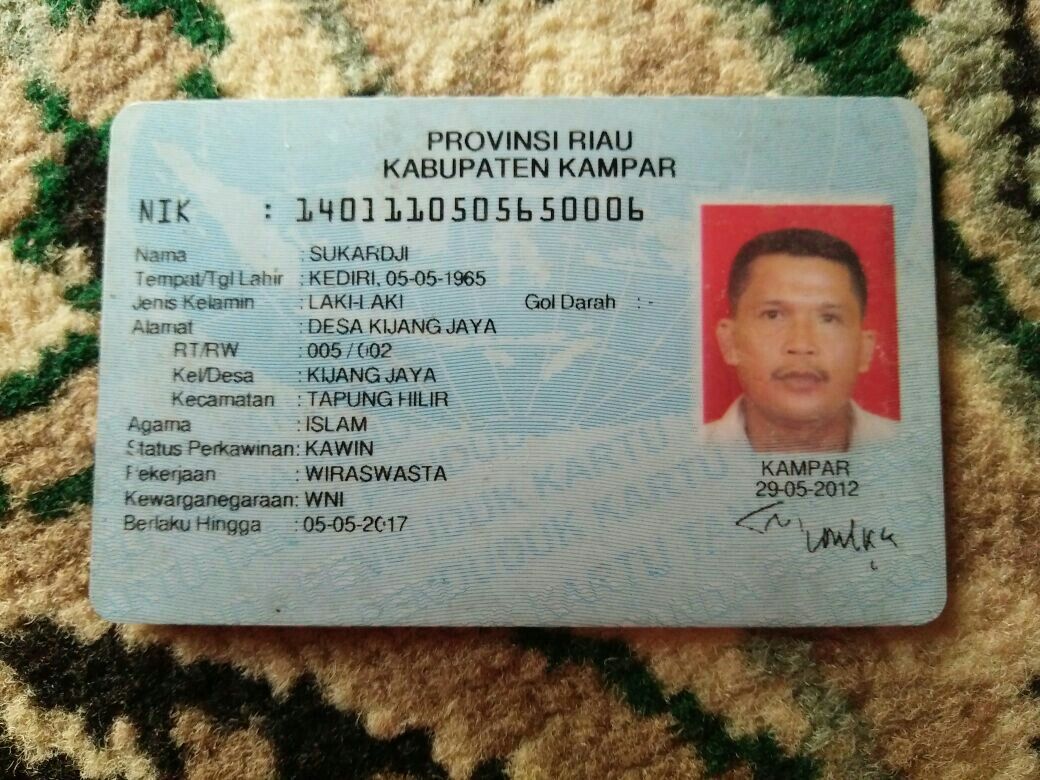 PROVINSI RIAU
KABUPATEN KAMPAR
NIK : 1401110505650006
Nama : SUKARDJI
Tempat/Tgl Lahir : KEDIRI, 05-05-1965
Jenis Kelamin : LAKI-LAKI Gol Darah : -
Alamat : DESA KIJANG JAYA
RT/RW : 005 / 002
Kel/Desa : KIJANG JAYA
Kecamatan : TAPUNG HILIR
Agama : ISLAM
Status Perkawinan: KAWIN
Pekerjaan : WIRASWASTA
Kewarganegaraan: WNI
Berlaku Hingga : 05-05-2017
KAMPAR
29-05-2012